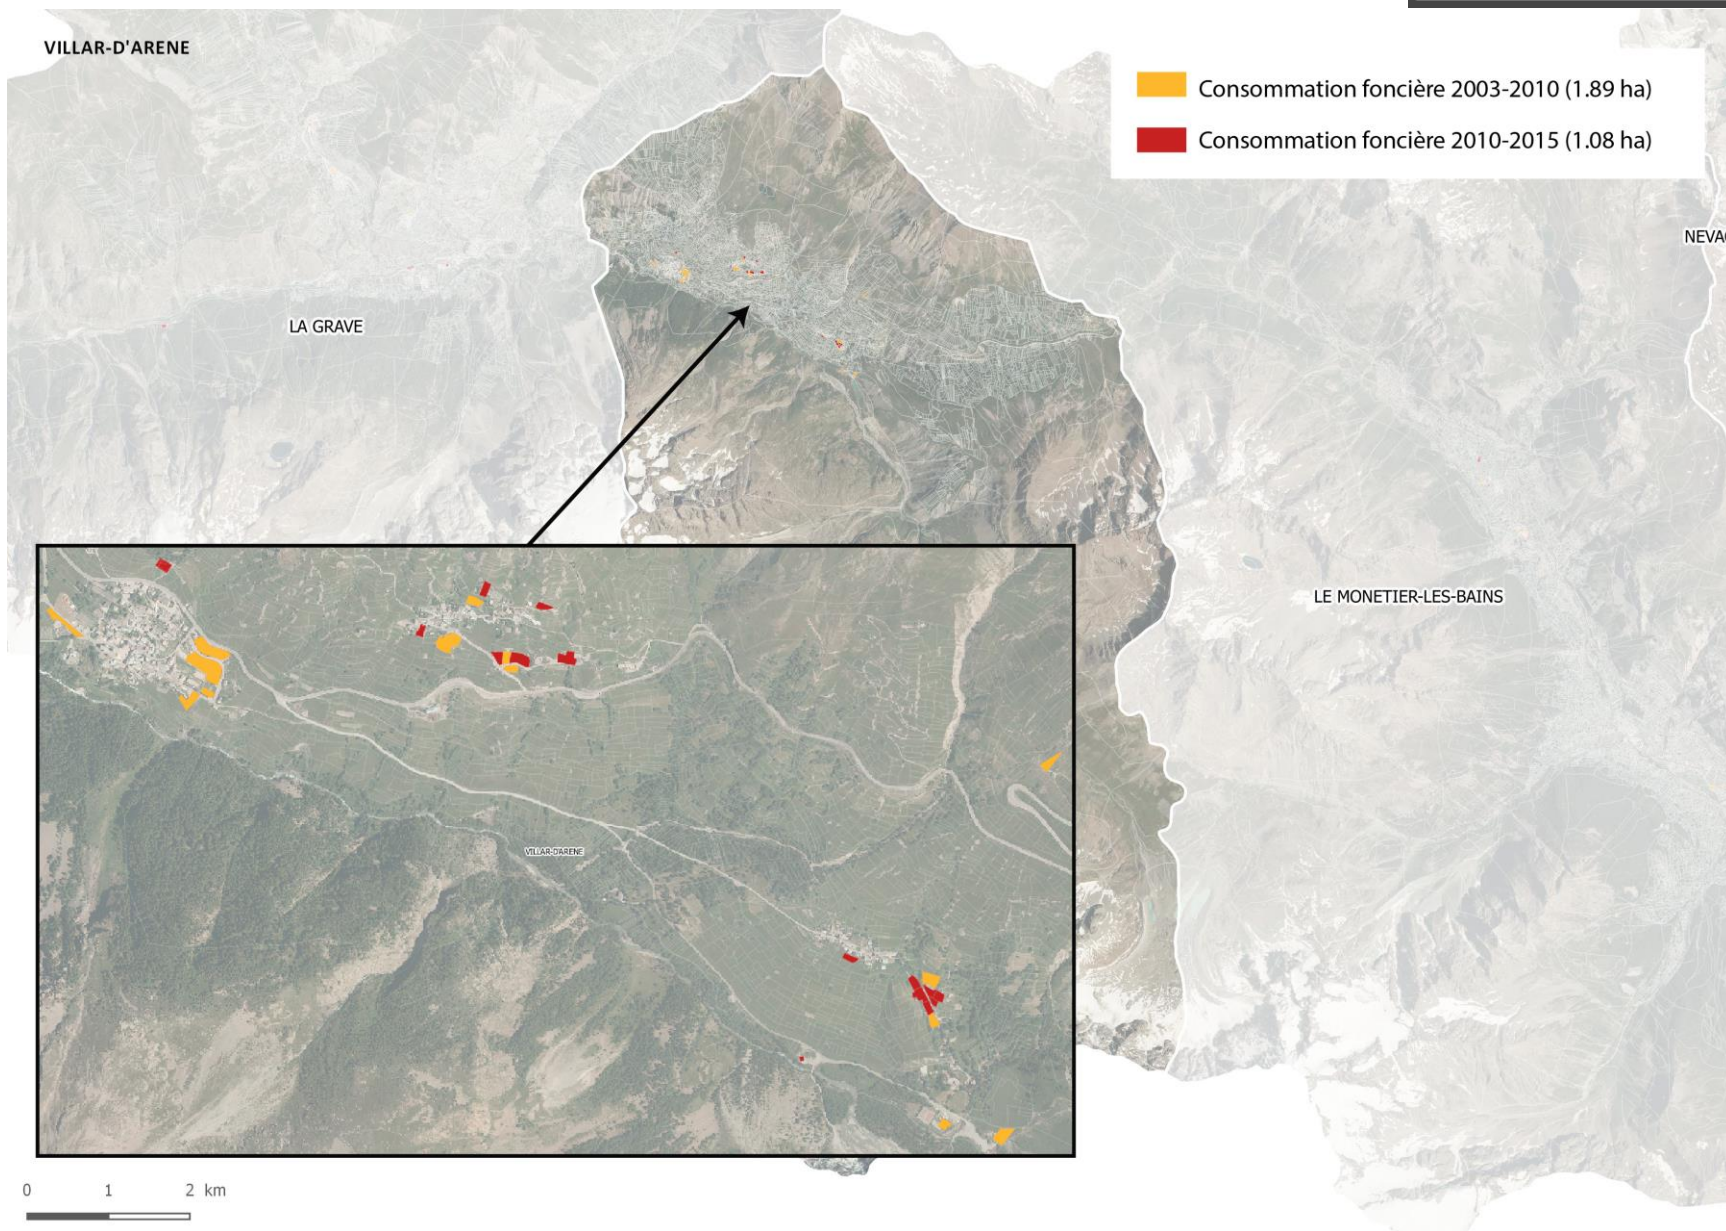 VILLAR-D'ARENE
Consommation foncière 2003-2010 (1.89 ha)
Consommation foncière 2010-2015 (1.08 ha)
LA GRAVE
LE MONETIER-LES-BAINS
VILLAR-D'ARENE
0 1 2 km